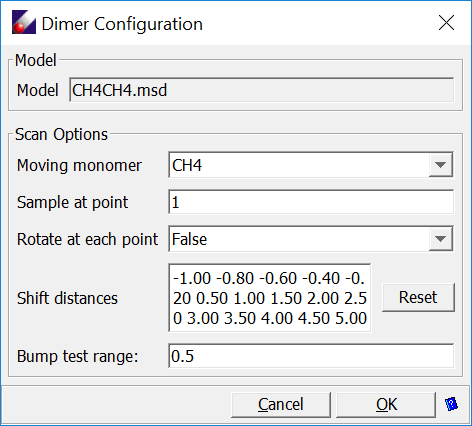 Dimer Configuration
Model
Model CH4CH4.msd
Scan Options
Moving monomer CH4
Sample at point 1
Rotate at each point False
Shift distances
-1.00 -0.80 -0.60 -0.40 -0.
20 0.50 1.00 1.50 2.00 2.5
0 3.00 3.50 4.00 4.50 5.00
Reset
Bump test range: 0.5
Cancel OK